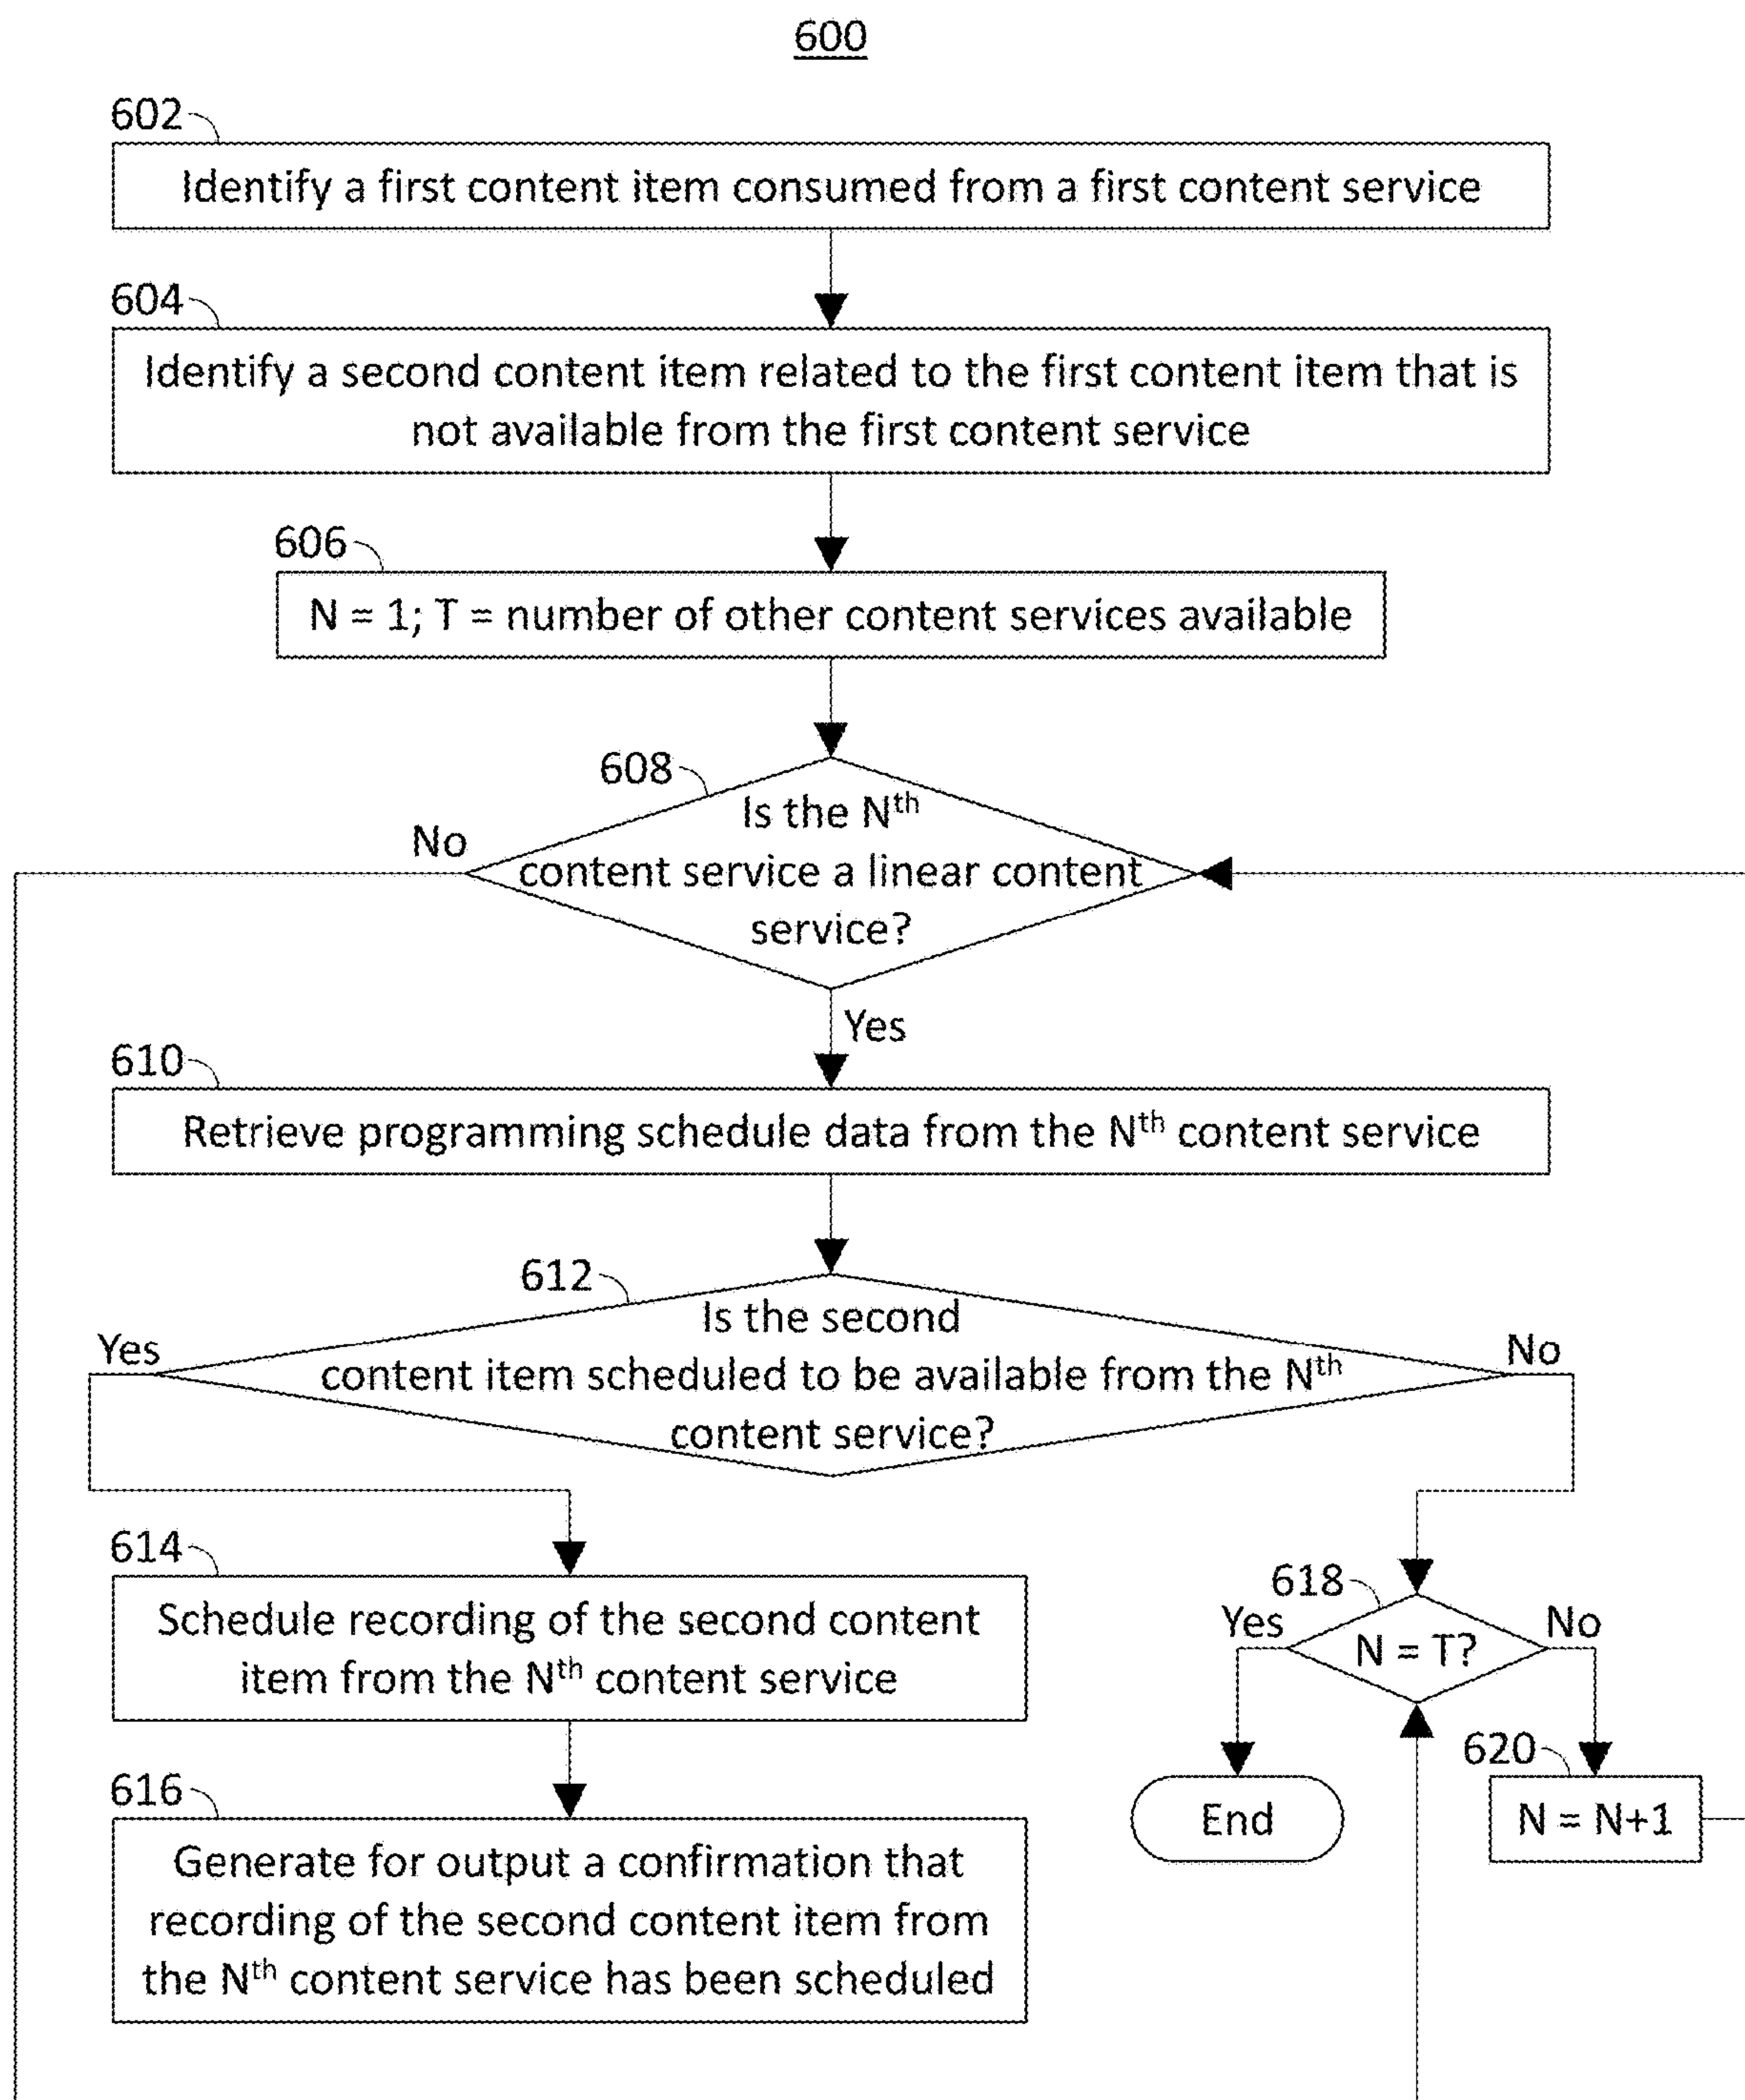 600
602
Identify a first content item consumed from a first content service
604
Identify a second content item related to the first content item that is
not available from the first content service
606
N = 1; T = number of other content services available
608
Is the Nth
content service a linear content
service?
No
Yes
610
Retrieve programming schedule data from the Nth content service
612
Is the second
content item scheduled to be available from the Nth
content service?
Yes
No
614
Schedule recording of the second content
item from the Nth content service
616
Generate for output a confirmation that
recording of the second content item from
the Nth content service has been scheduled
618
N = T?
Yes
No
End
620
N = N+1